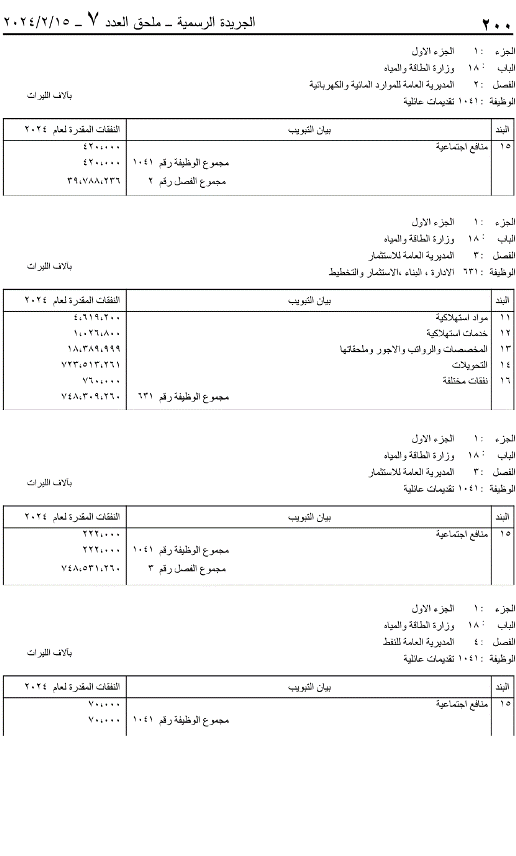 ٢٠٠ الجريدة الرسمية – ملحق العدد ٧ – ٢٠٢٤/٢/١٥
الجزء : ١ الجزء الاول
الباب : ١٨ وزارة الطاقة والمياه
الفصل : ٢ المديرية العامة للموارد المائية والكهربائية
الوظيفة : ١٠٤١ تقديمات عائلية
بآلاف الليرات
البند بيان التبويب النفقات المقدرة لعام ٢٠٢٤
١٥ منافع اجتماعية ٤٢٠،٠٠٠
مجموع الوظيفة رقم ١٠٤١ ٤٢٠،٠٠٠
مجموع الفصل رقم ٢ ٣٩،٧٨٨،٢٣٦
الجزء : ١ الجزء الاول
الباب : ١٨ وزارة الطاقة والمياه
الفصل : ٣ المديرية العامة للاستثمار
الوظيفة : ٦٣١ الادارة ، البناء ،الاستثمار والتخطيط
بآلاف الليرات
البند بيان التبويب النفقات المقدرة لعام ٢٠٢٤
١١ مواد استهلاكية ٤،٦١٩،٢٠٠
١٢ خدمات استهلاكية ١،٠٢٦،٨٠٠
١٣ المخصصات والرواتب والاجور وملحقاتها ١٨،٣٨٩،٩٩٩
١٤ التحويلات ٧٢٣،٥١٣،٢٦١
١٦ نفقات مختلفة ٧٦٠،٠٠٠
مجموع الوظيفة رقم ٦٣١ ٧٤٨،٣٠٩،٢٦٠
الجزء : ١ الجزء الاول
الباب : ١٨ وزارة الطاقة والمياه
الفصل : ٣ المديرية العامة للاستثمار
الوظيفة : ١٠٤١ تقديمات عائلية
بآلاف الليرات
البند بيان التبويب النفقات المقدرة لعام ٢٠٢٤
١٥ منافع اجتماعية ٢٢٢،٠٠٠
مجموع الوظيفة رقم ١٠٤١ ٢٢٢،٠٠٠
مجموع الفصل رقم ٣ ٧٤٨،٥٣١،٢٦٠
الجزء : ١ الجزء الاول
الباب : ١٨ وزارة الطاقة والمياه
الفصل : ٤ المديرية العامة للنفط
الوظيفة : ١٠٤١ تقديمات عائلية
بآلاف الليرات
البند بيان التبويب النفقات المقدرة لعام ٢٠٢٤
١٥ منافع اجتماعية ٧٠،٠٠٠
مجموع الوظيفة رقم ١٠٤١ ٧٠،٠٠٠